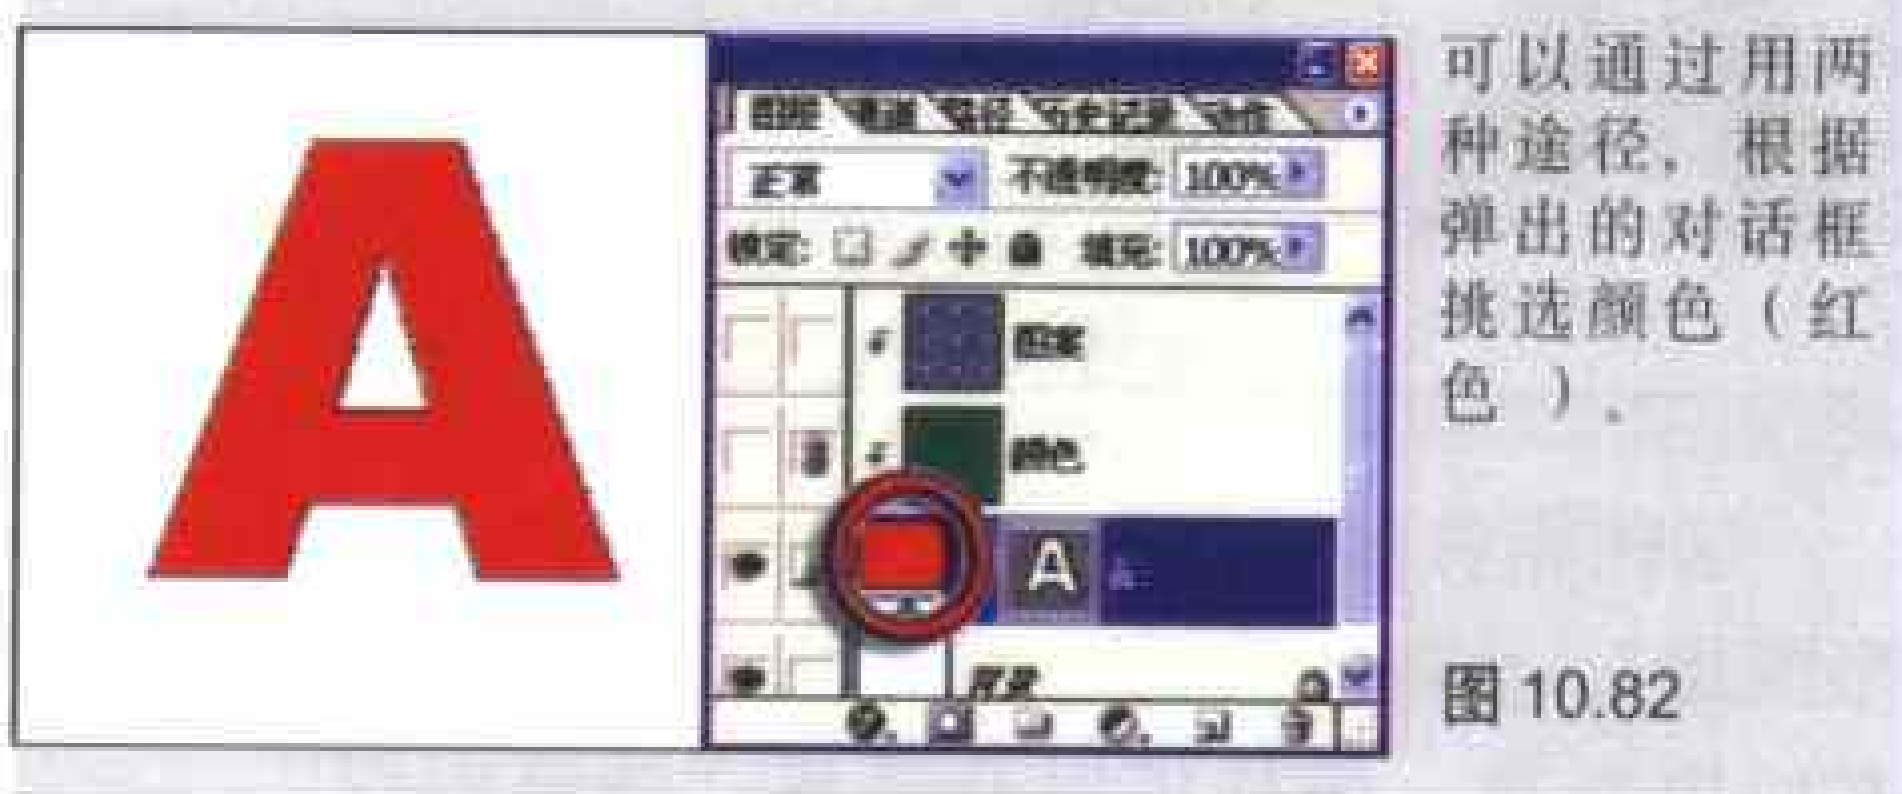 A
图层 通道 路径 历史记录 动作
正常 不透明度: 100%
锁定: 填充: 100%
图案
颜色
A
背景
可以通过用两
种途径，根据
弹出的对话框
挑选颜色（红
色）。
图 10.82